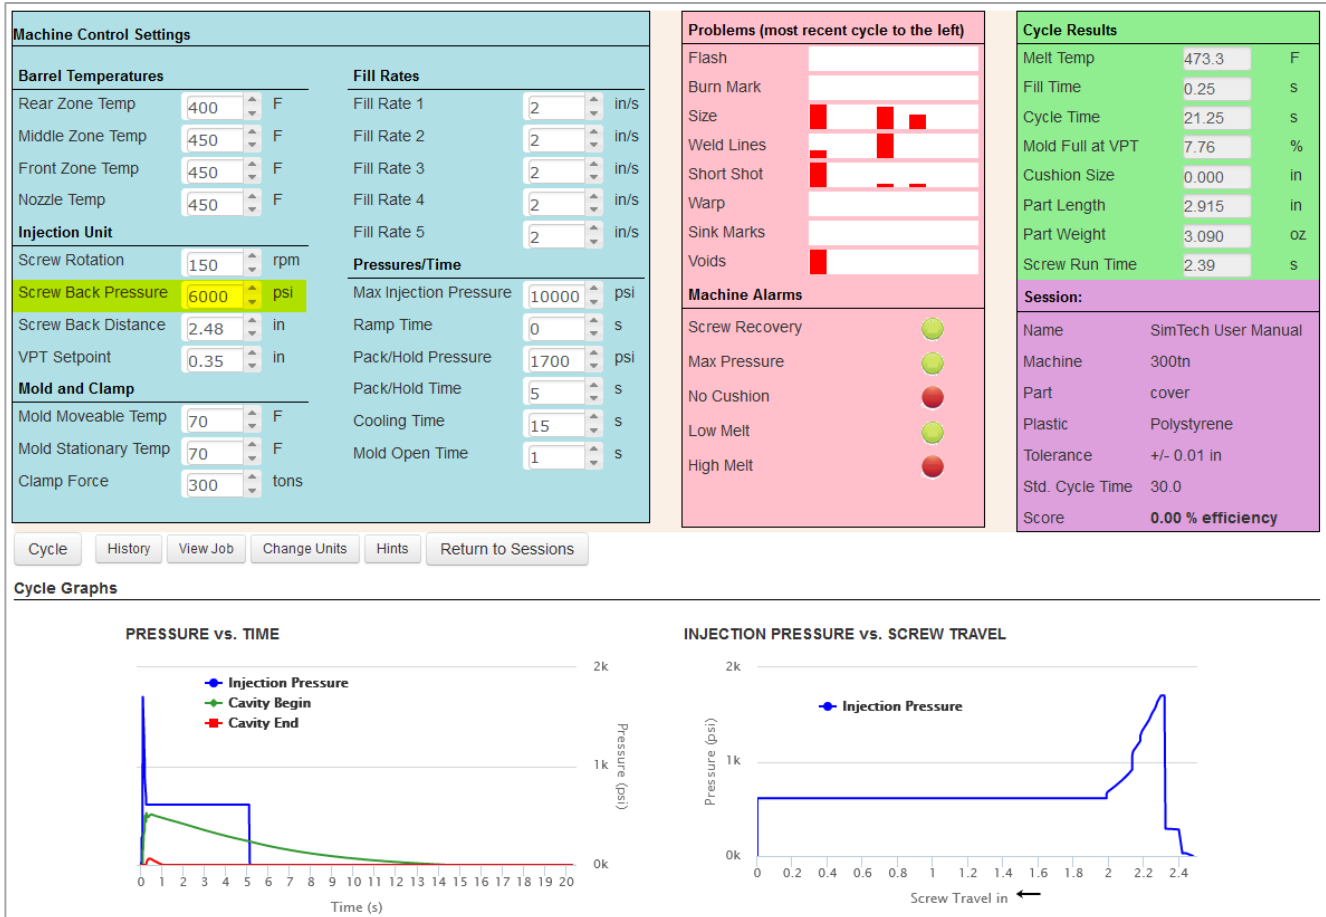 Machine Control Settings
Barrel Temperatures
Rear Zone Temp 400 F
Middle Zone Temp 450 F
Front Zone Temp 450 F
Nozzle Temp 450 F
Injection Unit
Screw Rotation 150 rpm
Screw Back Pressure 6000 psi
Screw Back Distance 2.48 in
VPT Setpoint 0.35 in
Mold and Clamp
Mold Moveable Temp 70 F
Mold Stationary Temp 70 F
Clamp Force 300 tons
Fill Rates
Fill Rate 1 2 in/s
Fill Rate 2 2 in/s
Fill Rate 3 2 in/s
Fill Rate 4 2 in/s
Fill Rate 5 2 in/s
Pressures/Time
Max Injection Pressure 10000 psi
Ramp Time 0 s
Pack/Hold Pressure 1700 psi
Pack/Hold Time 5 s
Cooling Time 15 s
Mold Open Time 1 s
Problems (most recent cycle to the left)
Flash
Burn Mark
Size
Weld Lines
Short Shot
Warp
Sink Marks
Voids
Machine Alarms
Screw Recovery
Max Pressure
No Cushion
Low Melt
High Melt
Cycle Results
Melt Temp 473.3 F
Fill Time 0.25 s
Cycle Time 21.25 s
Mold Full at VPT 7.76 %
Cushion Size 0.000 in
Part Length 2.915 in
Part Weight 3.090 oz
Screw Run Time 2.39 s
Session:
Name SimTech User Manual
Machine 300tn
Part cover
Plastic Polystyrene
Tolerance +/- 0.01 in
Std. Cycle Time 30.0
Score 0.00 % efficiency
Cycle History View Job Change Units Hints Return to Sessions
Cycle Graphs
PRESSURE vs. TIME
Injection Pressure
Cavity Begin
Cavity End
2k
1k
0k
Pressure (psi)
0 1 2 3 4 5 6 7 8 9 10 11 12 13 14 15 16 17 18 19 20
Time (s)
INJECTION PRESSURE vs. SCREW TRAVEL
Injection Pressure
2k
1k
0k
Pressure (psi)
0 0.2 0.4 0.6 0.8 1 1.2 1.4 1.6 1.8 2 2.2 2.4
Screw Travel in ←